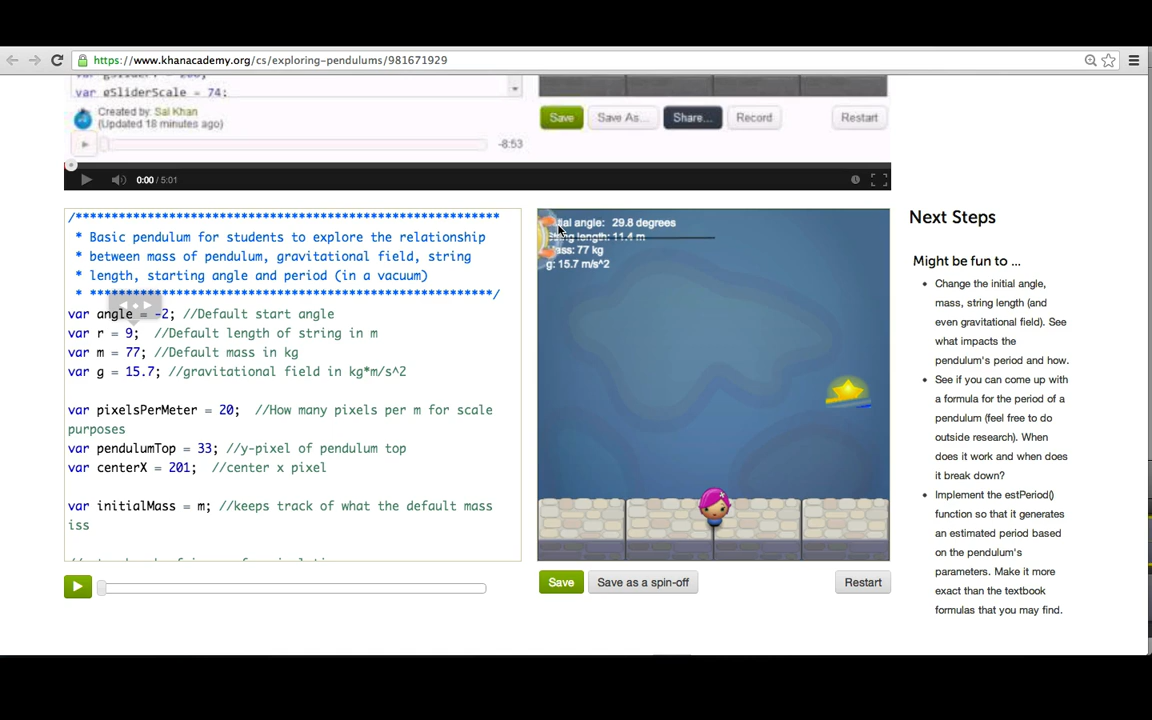 https://www.khanacademy.org/cs/exploring-pendulums/981671929
var eSliderScale = 74;
Created by: Sal Khan
(Updated 18 minutes ago)
-8:53
Save
Save As...
Share...
Record
Restart
0:00 / 5:01
/***********************************************************
* Basic pendulum for students to explore the relationship
* between mass of pendulum, gravitational field, string
* length, starting angle and period (in a vacuum)
* *********************************************************/
var angle = -2; //Default start angle
var r = 9; //Default length of string in m
var m = 77; //Default mass in kg
var g = 15.7; //gravitational field in kg*m/s^2
var pixelsPerMeter = 20; //How many pixels per m for scale
purposes
var pendulumTop = 33; //y-pixel of pendulum top
var centerX = 201; //center x pixel
var initialMass = m; //keeps track of what the default mass
iss
angle: 29.8 degrees
length: 11.4 m
77 kg
g: 15.7 m/s^2
Save
Save as a spin-off
Restart
Next Steps
Might be fun to ...
Change the initial angle,
mass, string length (and
even gravitational field). See
what impacts the
pendulum's period and how.
See if you can come up with
a formula for the period of a
pendulum (feel free to do
outside research). When
does it work and when does
it break down?
Implement the estPeriod()
function so that it generates
an estimated period based
on the pendulum's
parameters. Make it more
exact than the textbook
formulas that you may find.